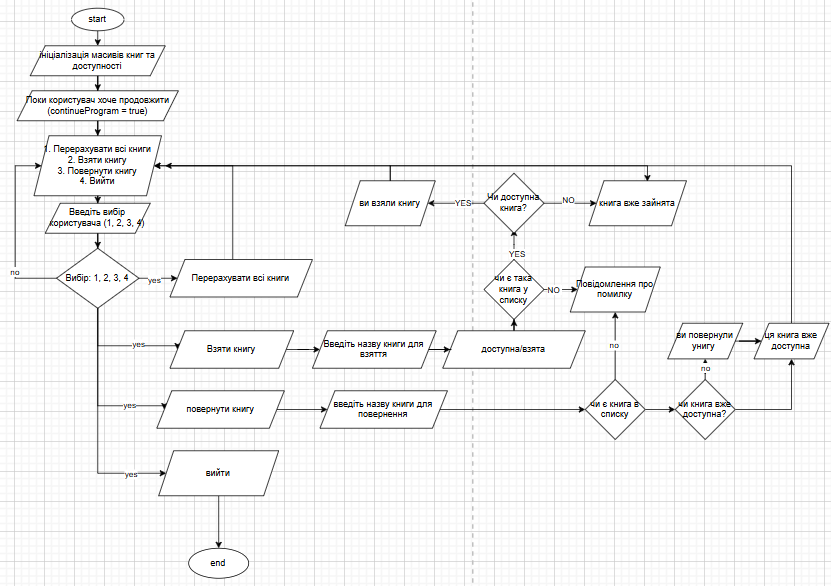 start
ініціалізація масивів книг та
доступності
Поки користувач хоче продовжити
(continueProgram = true)
1. Перерахувати всі книги
2. Взяти книгу
3. Повернути книгу
4. Вийти
Введіть вибір
користувача (1, 2, 3, 4)
Вибір: 1, 2, 3, 4
no
yes
Перерахувати всі книги
ви взяли книгу
YES
Чи доступна
книга?
NO
книга вже зайнята
YES
чи є така
книга у
списку
NO
Повідомлення про
помилку
yes
Взяти книгу
Введіть назву книги для
взяття
доступна/взята
no
ви повернули
унигу
ця книга вже
доступна
no
yes
повернути книгу
введіть назву книги для
повернення
чи є книга в
списку
чи книга вже
доступна?
yes
вийти
end